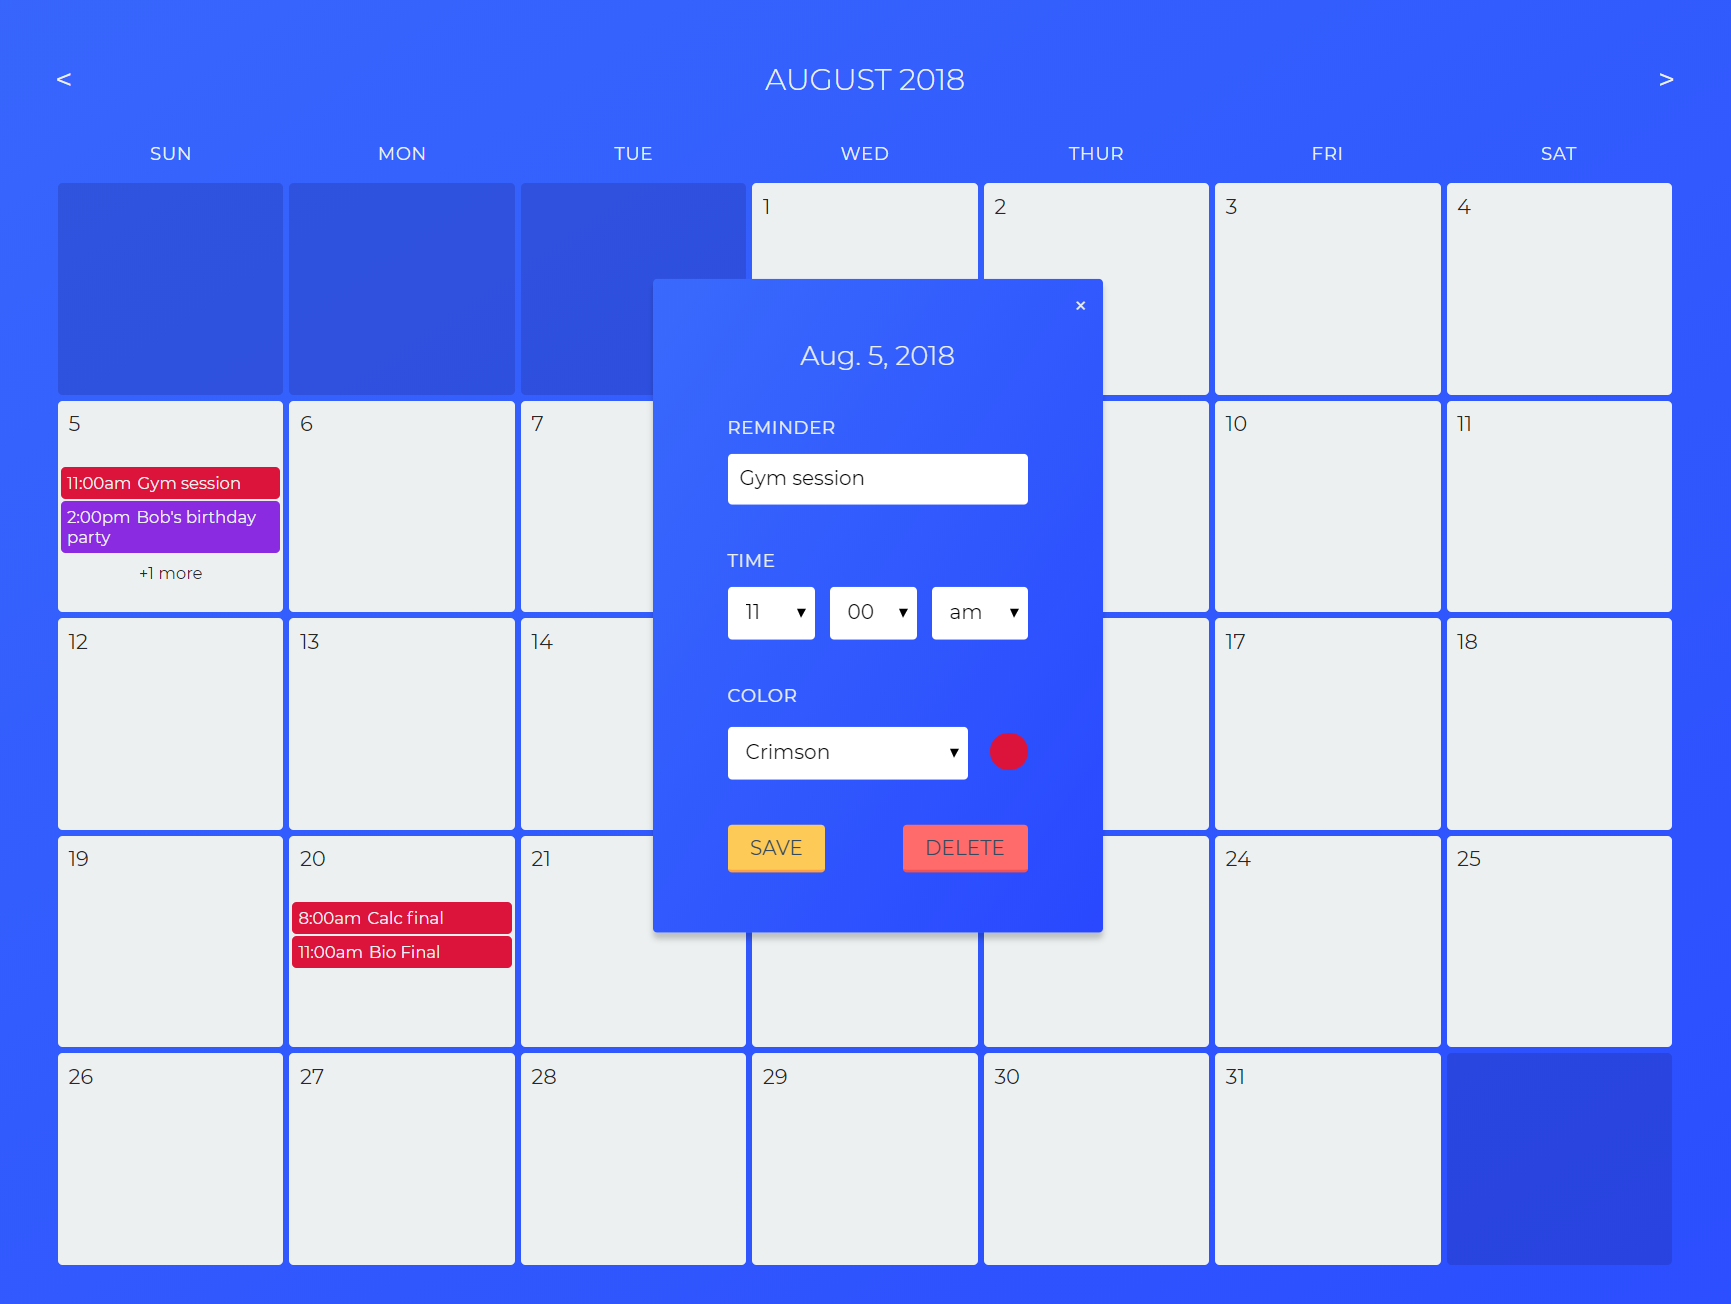 <
AUGUST 2018
>
SUN MON TUE WED THUR FRI SAT
1 2 3 4
×
Aug. 5, 2018
5 6 7 10 11
REMINDER
11:00am Gym session
Gym session
2:00pm Bob's birthday
party
+1 more
TIME
11 00 am
12 13 14 17 18
COLOR
Crimson
SAVE DELETE
19 20 21 24 25
8:00am Calc final
11:00am Bio Final
26 27 28 29 30 31